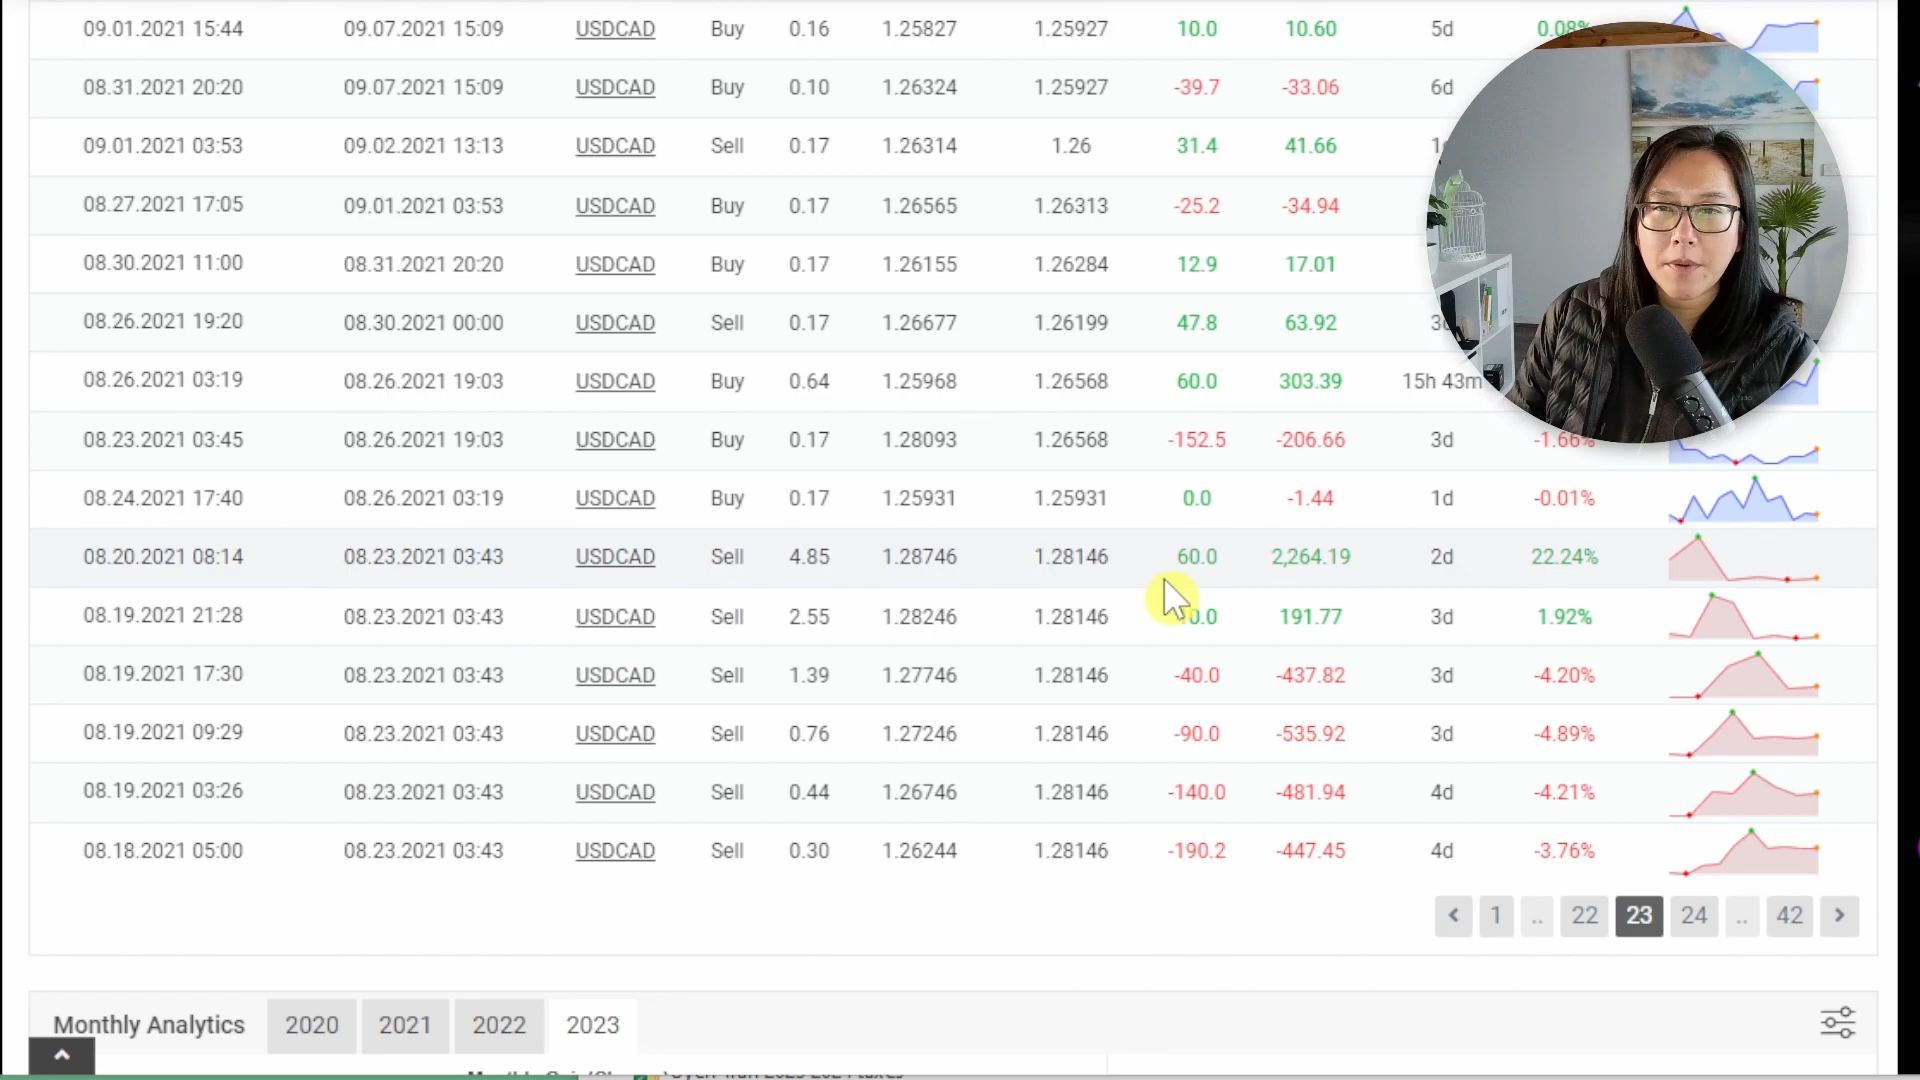 09.01.2021 15:44 09.07.2021 15:09 USDCAD Buy 0.16 1.25827 1.25927 10.0 10.60 5d 0.08%
08.31.2021 20:20 09.07.2021 15:09 USDCAD Buy 0.10 1.26324 1.25927 -39.7 -33.06 6d
09.01.2021 03:53 09.02.2021 13:13 USDCAD Sell 0.17 1.26314 1.26 31.4 41.66
08.27.2021 17:05 09.01.2021 03:53 USDCAD Buy 0.17 1.26565 1.26313 -25.2 -34.94
08.30.2021 11:00 08.31.2021 20:20 USDCAD Buy 0.17 1.26155 1.26284 12.9 17.01
08.26.2021 19:20 08.30.2021 00:00 USDCAD Sell 0.17 1.26677 1.26199 47.8 63.92
08.26.2021 03:19 08.26.2021 19:03 USDCAD Buy 0.64 1.25968 1.26568 60.0 303.39 15h 43m
08.23.2021 03:45 08.26.2021 19:03 USDCAD Buy 0.17 1.28093 1.26568 -152.5 -206.66 3d -1.66%
08.24.2021 17:40 08.26.2021 03:19 USDCAD Buy 0.17 1.25931 1.25931 0.0 -1.44 1d -0.01%
08.20.2021 08:14 08.23.2021 03:43 USDCAD Sell 4.85 1.28746 1.28146 60.0 2,264.19 2d 22.24%
08.19.2021 21:28 08.23.2021 03:43 USDCAD Sell 2.55 1.28246 1.28146 10.0 191.77 3d 1.92%
08.19.2021 17:30 08.23.2021 03:43 USDCAD Sell 1.39 1.27746 1.28146 -40.0 -437.82 3d -4.20%
08.19.2021 09:29 08.23.2021 03:43 USDCAD Sell 0.76 1.27246 1.28146 -90.0 -535.92 3d -4.89%
08.19.2021 03:26 08.23.2021 03:43 USDCAD Sell 0.44 1.26746 1.28146 -140.0 -481.94 4d -4.21%
08.18.2021 05:00 08.23.2021 03:43 USDCAD Sell 0.30 1.26244 1.28146 -190.2 -447.45 4d -3.76%
1 .. 22 23 24 .. 42
Monthly Analytics 2020 2021 2022 2023